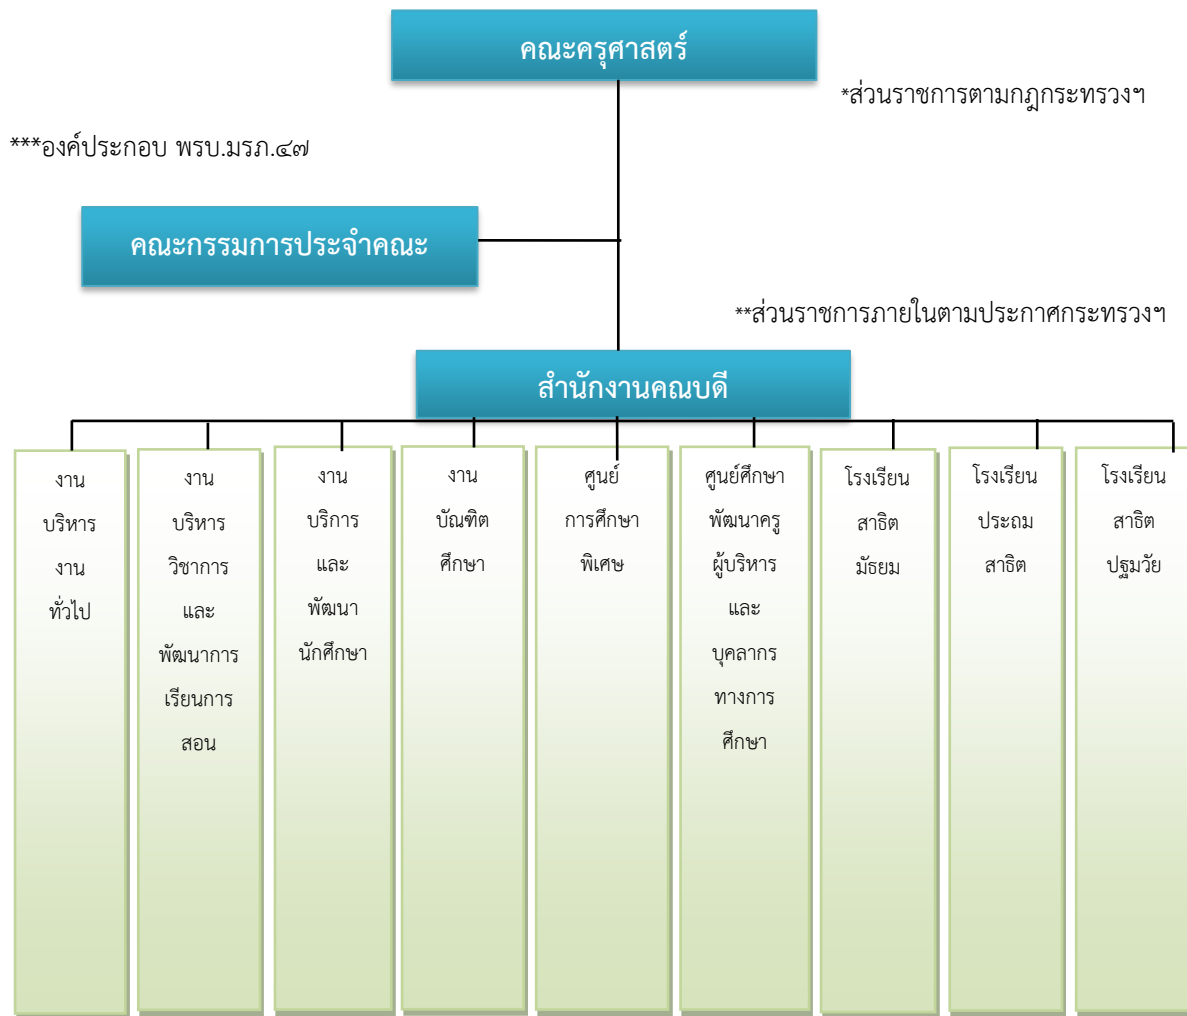 คณะครุศาสตร์
*ส่วนราชการตามกฎกระทรวงฯ
***องค์ประกอบ พรบ.มรภ.๔๗
คณะกรรมการประจำคณะ
**ส่วนราชการภายในตามประกาศกระทรวงฯ
สำนักงานคณบดี
งาน
บริหาร
งาน
ทั่วไป
งาน
บริหาร
วิชาการ
และ
พัฒนาการ
เรียนการ
สอน
งาน
บริการ
และ
พัฒนา
นักศึกษา
งาน
บัณฑิต
ศึกษา
ศูนย์
การศึกษา
พิเศษ
ศูนย์ศึกษา
พัฒนาครู
ผู้บริหาร
และ
บุคลากร
ทางการ
ศึกษา
โรงเรียน
สาธิต
มัธยม
โรงเรียน
ประถม
สาธิต
โรงเรียน
สาธิต
ปฐมวัย